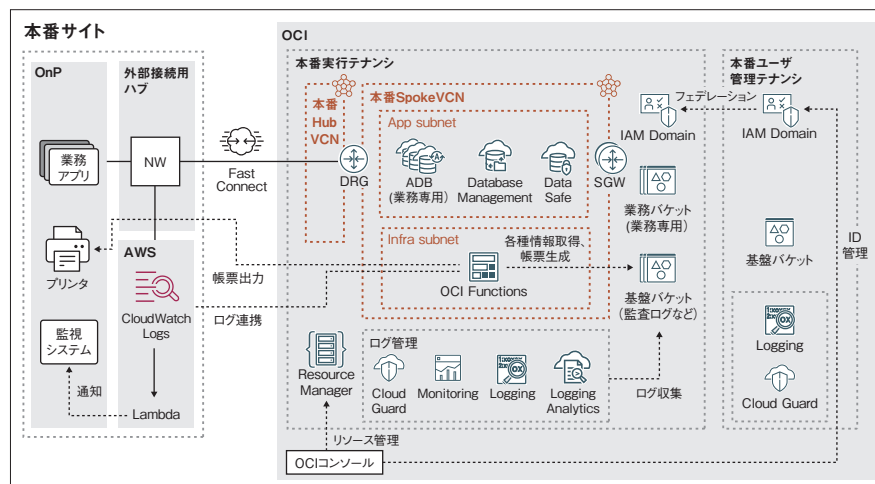 本番サイト
OnP
外部接続用
ハブ
業務
アプリ
NW
Fast
Connect
プリンタ
AWS
CloudWatch
Logs
監視
システム
通知
Lambda
帳票出力
ログ連携
OCI
本番実行テナンシ
本番
Hub
VCN
DRG
本番SpokeVCN
App subnet
ADB
(業務専用)
Database
Management
Data
Safe
SGW
Infra subnet
OCI Functions
各種情報取得、
帳票生成
フェデレーション
IAM Domain
業務バケット
(業務専用)
基盤バケット
(監査ログなど)
Resource
Manager
ログ管理
Cloud
Guard
Monitoring
Logging
Logging
Analytics
ログ収集
リソース管理
OCIコンソール
本番ユーザ
管理テナンシ
IAM Domain
基盤バケット
Logging
Cloud Guard
ID
管理